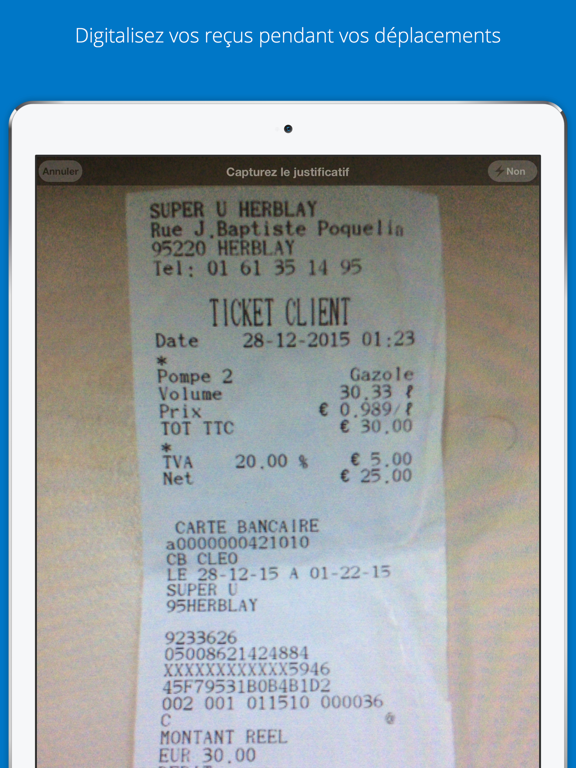 Digitalisez vos reçus pendant vos déplacements
Annuler Capturez le justificatif Non
SUPER U HERBLAY
Rue J.Baptiste Poquelin
95220 HERBLAY
Tel: 01 61 35 14 95
TICKET CLIENT
Date 28-12-2015 01:23
*
Pompe 2 Gazole
Volume 30.33 ℓ
Prix € 0.989/ℓ
TOT TTC € 30.00
*
TVA 20.00 % € 5.00
Net € 25.00
CARTE BANCAIRE
a0000000421010
CB CLEO
LE 28-12-15 A 01-22-15
SUPER U
95HERBLAY
9233626
05008621424884
XXXXXXXXXXXX5946
45F79531B0B4B1D2
002 001 011510 000036
C @
MONTANT REEL
EUR 30.00